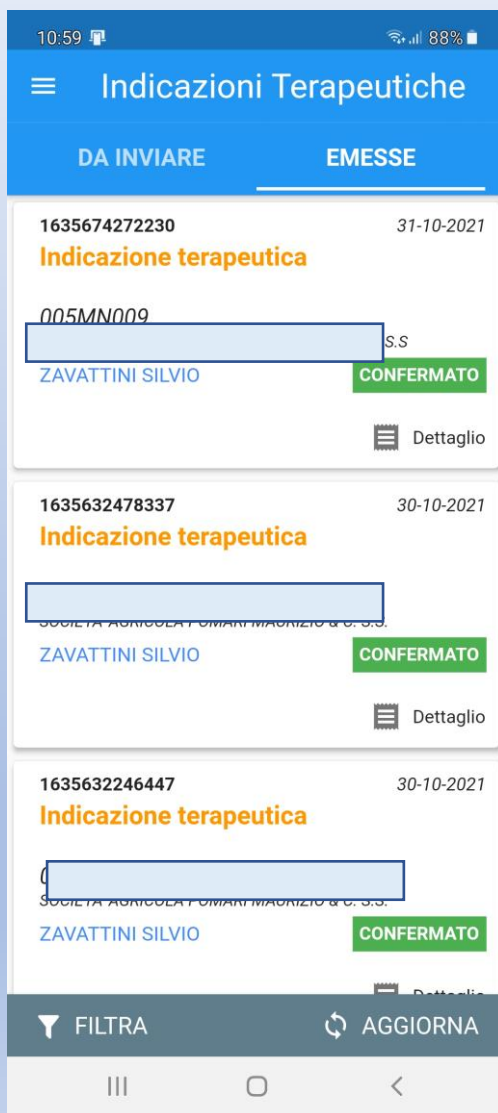 10:59 88%
Indicazioni Terapeutiche
DA INVIARE EMESSE
1635674272230 31-10-2021
Indicazione terapeutica
005MN009
S.S
ZAVATTINI SILVIO CONFERMATO
Dettaglio
1635632478337 30-10-2021
Indicazione terapeutica
ZAVATTINI SILVIO CONFERMATO
Dettaglio
1635632246447 30-10-2021
Indicazione terapeutica
ZAVATTINI SILVIO CONFERMATO
Dettaglio
FILTRA AGGIORNA